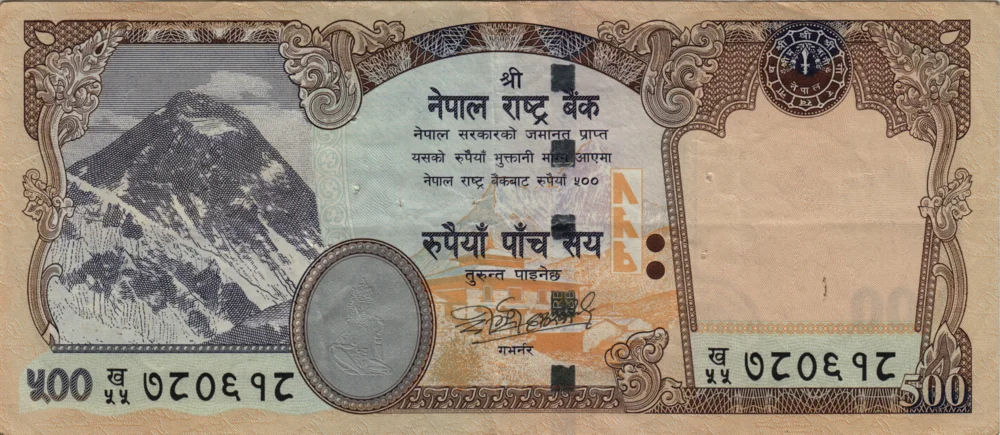 श्री
नेपाल राष्ट्र बैंक
नेपाल सरकारको जमानत प्राप्त
यसको रुपैयाँ भुक्तानी माग्न आएमा
नेपाल राष्ट्र बैंकबाट रुपैयाँ ५००
रुपैयाँ पाँच सय
तुरुन्त पाइनेछ
गभर्नर
५०० ख ५५ ७८०६१८
ख ५५ ७८०६१८
500